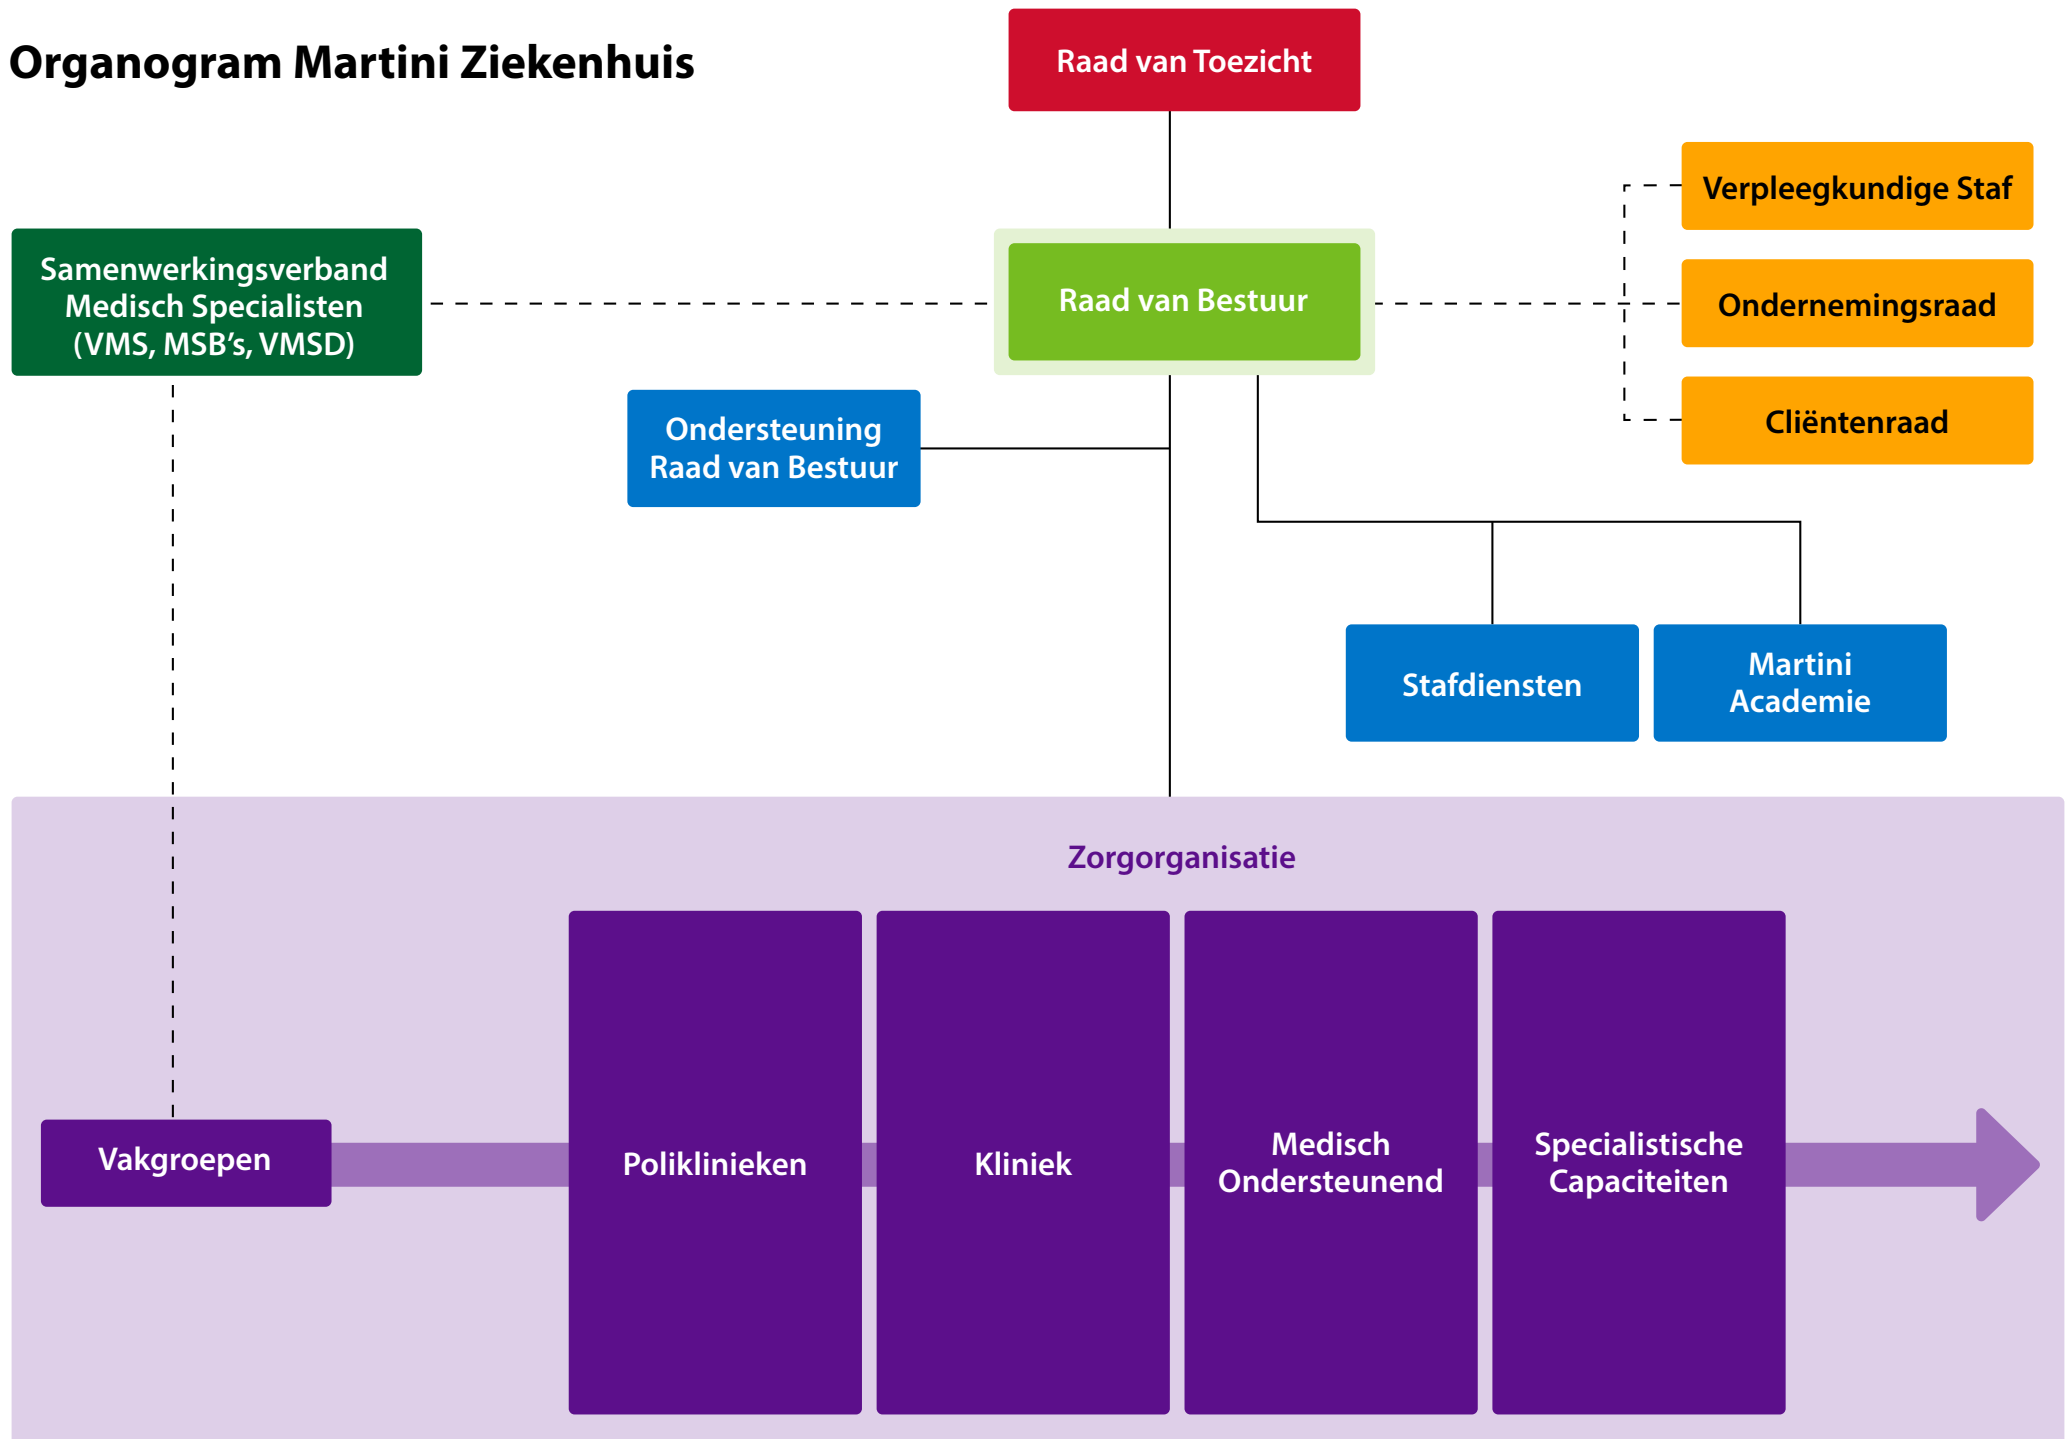 Organogram Martini Ziekenhuis
Raad van Toezicht
Verpleegkundige Staf
Samenwerkingsverband
Medisch Specialisten
(VMS, MSB’s, VMSD)
Raad van Bestuur
Ondernemingsraad
Cliëntenraad
Ondersteuning
Raad van Bestuur
Stafdiensten
Martini
Academie
Zorgorganisatie
Vakgroepen
Poliklinieken
Kliniek
Medisch
Ondersteunend
Specialistische
Capaciteiten